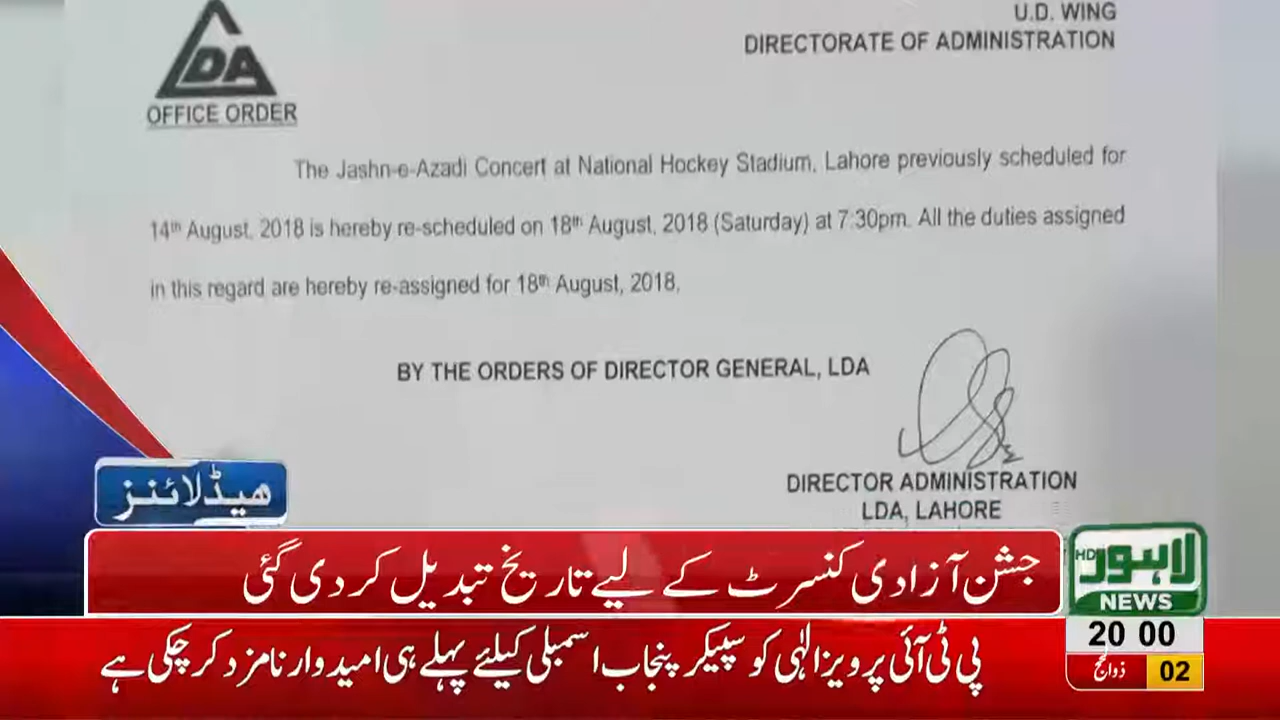 LDA
U.D. WING
DIRECTORATE OF ADMINISTRATION
OFFICE ORDER
The Jashn-e-Azadi Concert at National Hockey Stadium, Lahore previously scheduled for
14th August, 2018 is hereby re-scheduled on 18th August, 2018 (Saturday) at 7:30pm. All the duties assigned
in this regard are hereby re-assigned for 18th August, 2018.
BY THE ORDERS OF DIRECTOR GENERAL, LDA
DIRECTOR ADMINISTRATION
LDA, LAHORE
ہیڈلائنز
جشن آزادی کنسرٹ کے لیے تاریخ تبدیل کر دی گئی
لاہور HD
NEWS
20 00
پی ٹی آئی پرویز الٰہی کو سپیکر پنجاب اسمبلی کیلئے پہلے ہی امیدوار نامزد کر چکی ہے
ذوالحج 02